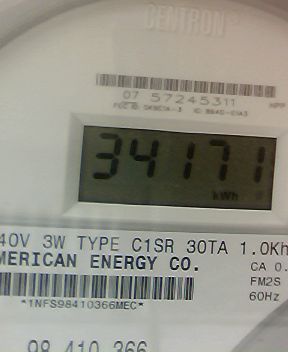 CENTRON
07 57245311
34171
kWh
40V 3W TYPE C1SR 30TA 1.0Kh
MERICAN ENERGY CO.
CA 0.
FM2S
*1NFS98410366MEC*
60Hz
98 410 366